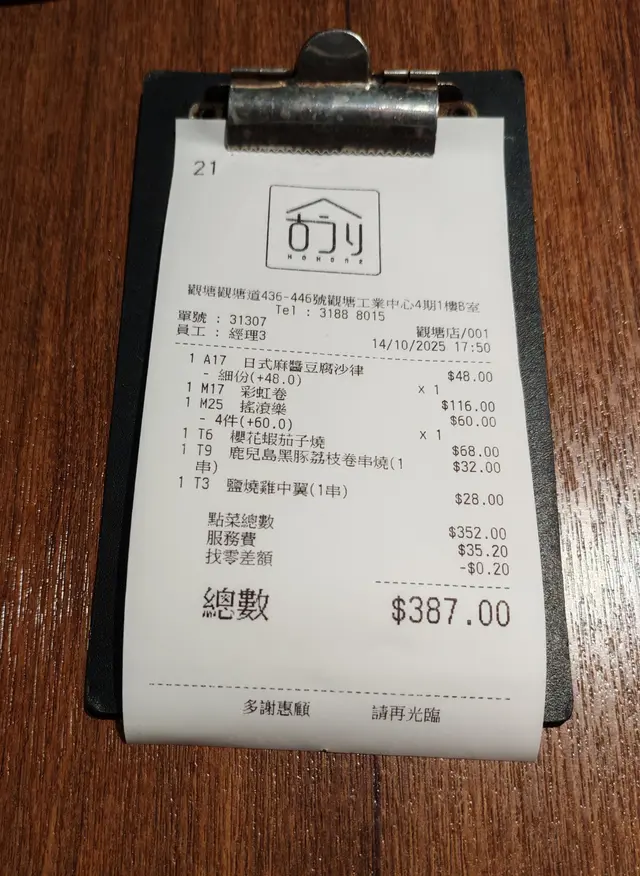 21
古うり
HOHONE
觀塘觀塘道436-446號觀塘工業中心4期1樓B室
Tel : 3188 8015
單號 : 31307 觀塘店/001
員工 : 經理3 14/10/2025 17:50
1 A17 日式麻醬豆腐沙律 $48.00
- 細份(+48.0) x 1
1 M17 彩虹卷 $116.00
1 M25 搖滾樂 $60.00
- 4件(+60.0) x 1
1 T6 櫻花蝦茄子燒 $68.00
1 T9 鹿兒島黑豚荔枝卷串燒(1 $32.00
串)
1 T3 鹽燒雞中翼(1串) $28.00
點菜總數 $352.00
服務費 $35.20
找零差額 -$0.20
總數 $387.00
多謝惠顧 請再光臨